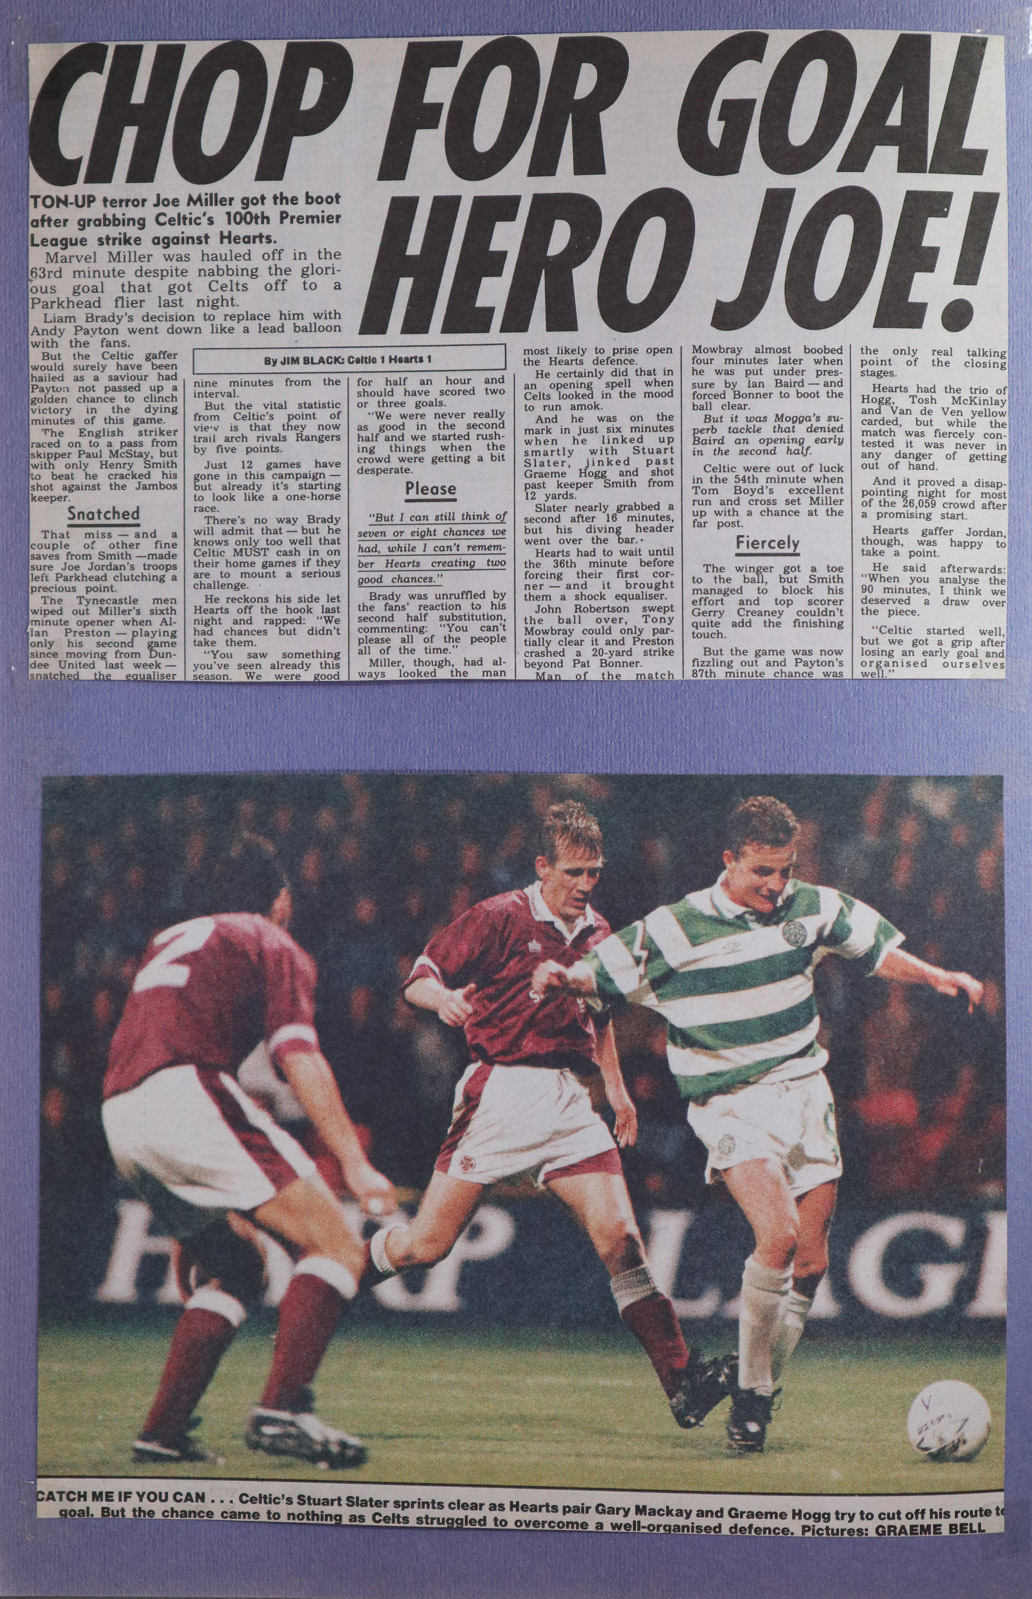 CHOP FOR GOAL
HERO JOE!
TON-UP terror Joe Miller got the boot
after grabbing Celtic's 100th Premier
League strike against Hearts.
Marvel Miller was hauled off in the
63rd minute despite nabbing the glori-
ous goal that got Celts off to a
Parkhead flier last night.
Liam Brady's decision to replace him with
Andy Payton went down like a lead balloon
with the fans.
But the Celtic gaffer
would surely have been
hailed as a saviour had
Payton not passed up a
golden chance to clinch
victory in the dying
minutes of this game.
The English striker
raced on to a pass from
skipper Paul McStay, but
with only Henry Smith
to beat he cracked his
shot against the Jambos
keeper.
Snatched
That miss — and a
couple of other fine
saves from Smith — made
sure Joe Jordan's troops
left Parkhead clutching a
precious point.
The Tynecastle men
wiped out Miller's sixth
minute opener when Al-
lan Preston — playing
only his second game
since moving from Dun-
dee United last week —
snatched the equaliser
By JIM BLACK: Celtic 1 Hearts 1
nine minutes from the
interval.
But the vital statistic
from Celtic's point of
view is that they now
trail arch rivals Rangers
by five points.
Just 12 games have
gone in this campaign —
but already it's starting
to look like a one-horse
race.
There's no way Brady
will admit that — but he
knows only too well that
Celtic MUST cash in on
their home games if they
are to mount a serious
challenge.
He reckons his side let
Hearts off the hook last
night and rapped: "We
had chances but didn't
take them.
"You saw something
you've seen already this
season. We were good
for half an hour and
should have scored two
or three goals.
"We were never really
as good in the second
half and we started rush-
ing things when the
crowd were getting a bit
desperate.
Please
"But I can still think of
seven or eight chances we
had, while I can't remem-
ber Hearts creating two
good chances."
Brady was unruffled by
the fans' reaction to his
second half substitution,
commenting: "You can't
please all of the people
all of the time."
Miller, though, had al-
ways looked the man
most likely to prise open
the Hearts defence.
He certainly did that in
an opening spell when
Celts looked in the mood
to run amok.
And he was on the
mark in just six minutes
when he linked up
smartly with Stuart
Slater, jinked past
Graeme Hogg and shot
past keeper Smith from
12 yards.
Slater nearly grabbed a
second after 16 minutes,
but his diving header
went over the bar.
Hearts had to wait until
the 36th minute before
forcing their first cor-
ner — and it brought
them a shock equaliser.
John Robertson swept
the ball over, Tony
Mowbray could only par-
tially clear it and Preston
crashed a 20-yard strike
beyond Pat Bonner.
Man of the match
Mowbray almost boobed
four minutes later when
he was put under pres-
sure by Ian Baird — and
forced Bonner to boot the
ball clear.
But it was Mogga's su-
perb tackle that denied
Baird an opening early
in the second half.
Celtic were out of luck
in the 54th minute when
Tom Boyd's excellent
run and cross set Miller
up with a chance at the
far post.
Fiercely
The winger got a toe
to the ball, but Smith
managed to block his
effort and top scorer
Gerry Creaney couldn't
quite add the finishing
touch.
But the game was now
fizzling out and Payton's
87th minute chance was
the only real talking
point of the closing
stages.
Hearts had the trio of
Hogg, Tosh McKinlay
and Van de Ven yellow
carded, but while the
match was fiercely con-
tested it was never in
any danger of getting
out of hand.
And it proved a disap-
pointing night for most
of the 26,059 crowd after
a promising start.
Hearts gaffer Jordan,
though, was happy to
take a point.
He said afterwards:
"When you analyse the
90 minutes, I think we
deserved a draw over
the piece.
"Celtic started well,
but we got a grip after
losing an early goal and
organised ourselves
well."
2
LAGE
CATCH ME IF YOU CAN . . . Celtic's Stuart Slater sprints clear as Hearts pair Gary Mackay and Graeme Hogg try to cut off his route to
goal. But the chance came to nothing as Celts struggled to overcome a well-organised defence. Pictures: GRAEME BELL